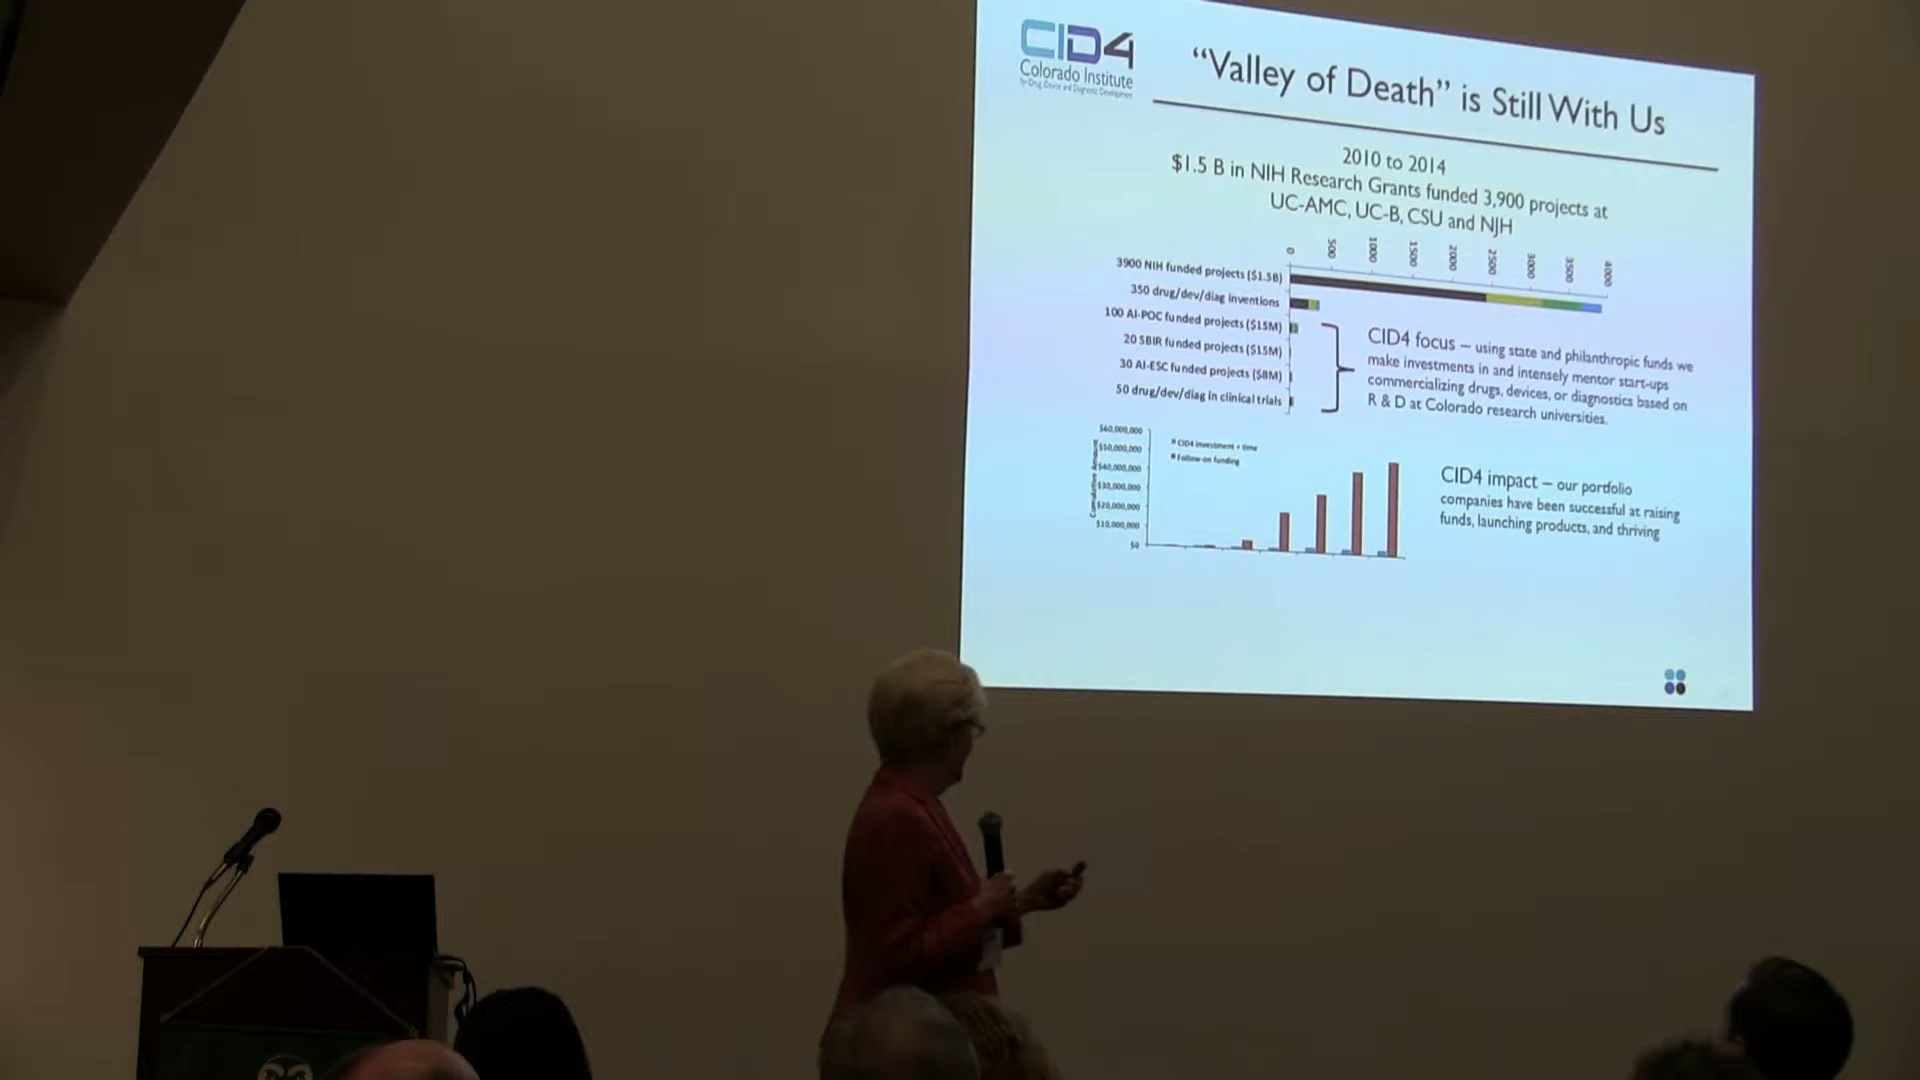 CID4
Colorado Institute
for Drug, Device and Diagnostic Development
“Valley of Death” is Still With Us
2010 to 2014
$1.5 B in NIH Research Grants funded 3,900 projects at
UC-AMC, UC-B, CSU and NJH
0 500 1000 1500 2000 2500 3000 3500 4000
3900 NIH funded projects ($1.5B)
350 drug/dev/diag inventions
100 AI-POC funded projects ($15M)
20 SBIR funded projects ($15M)
30 AI-ESC funded projects ($8M)
50 drug/dev/diag in clinical trials
CID4 focus – using state and philanthropic funds we
make investments in and intensely mentor start-ups
commercializing drugs, devices, or diagnostics based on
R & D at Colorado research universities.
Cumulative Amount
$60,000,000
$50,000,000
$40,000,000
$30,000,000
$20,000,000
$10,000,000
$0
CID4 investment + time
Follow-on funding
CID4 impact – our portfolio
companies have been successful at raising
funds, launching products, and thriving